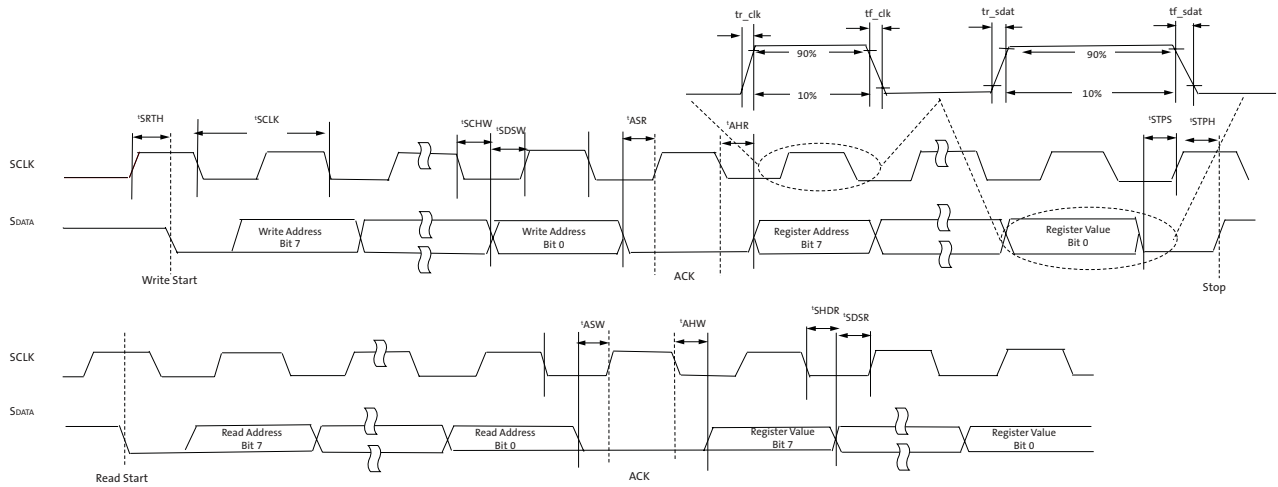 tr_clk tf_clk tr_sdat tf_sdat
90% 90%
10% 10%
tSRTH tSCLK tSCHW tSDSW tASR tAHR tSTPS tSTPH
SCLK
SDATA
Write Address
Bit 7
Write Address
Bit 0
Register Address
Bit 7
Register Value
Bit 0
Write Start ACK Stop
tASW tAHW tSHDR tSDSR
SCLK
SDATA
Read Address
Bit 7
Read Address
Bit 0
Register Value
Bit 7
Register Value
Bit 0
Read Start ACK